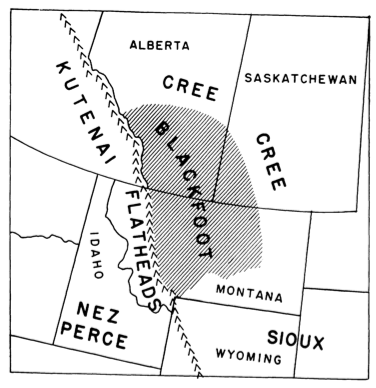 ALBERTA
CREE
SASKATCHEWAN
KUTENAI
BLACKFOOT
CREE
FLATHEADS
IDAHO
MONTANA
NEZ
PERCE
SIOUX
WYOMING